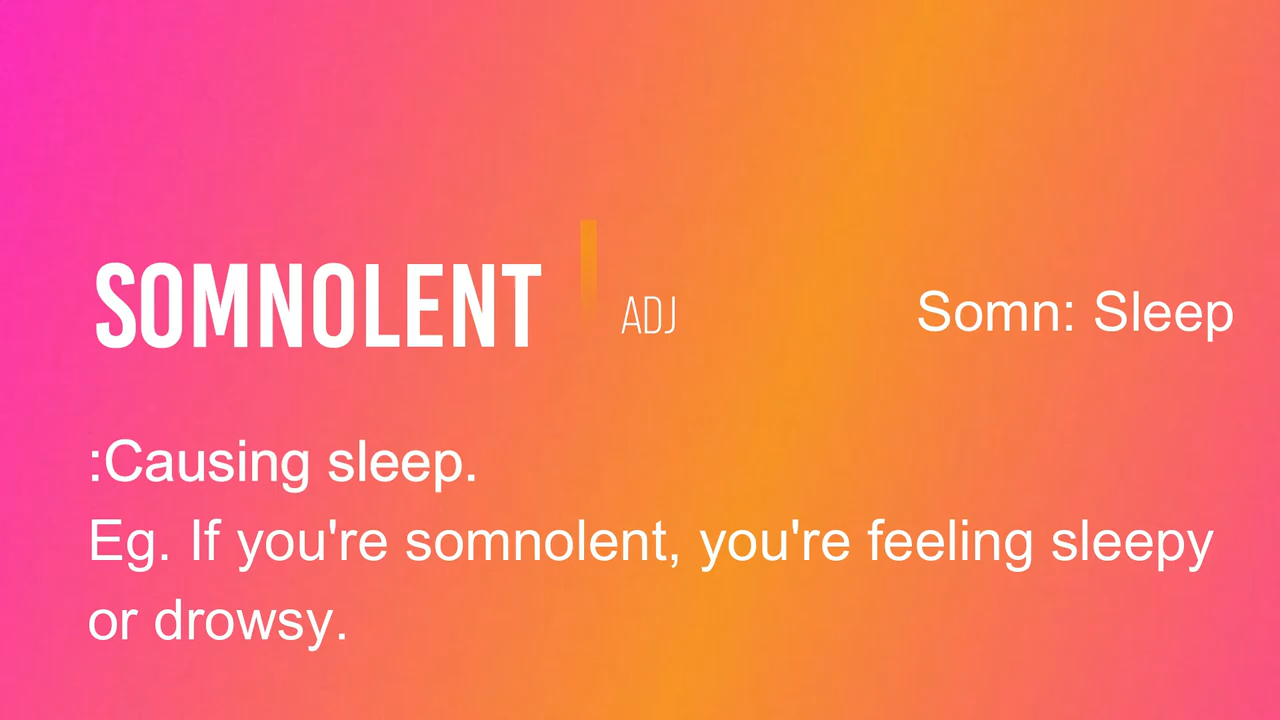 SOMNOLENT ADJ Somn: Sleep
:Causing sleep.
Eg. If you're somnolent, you're feeling sleepy
or drowsy.